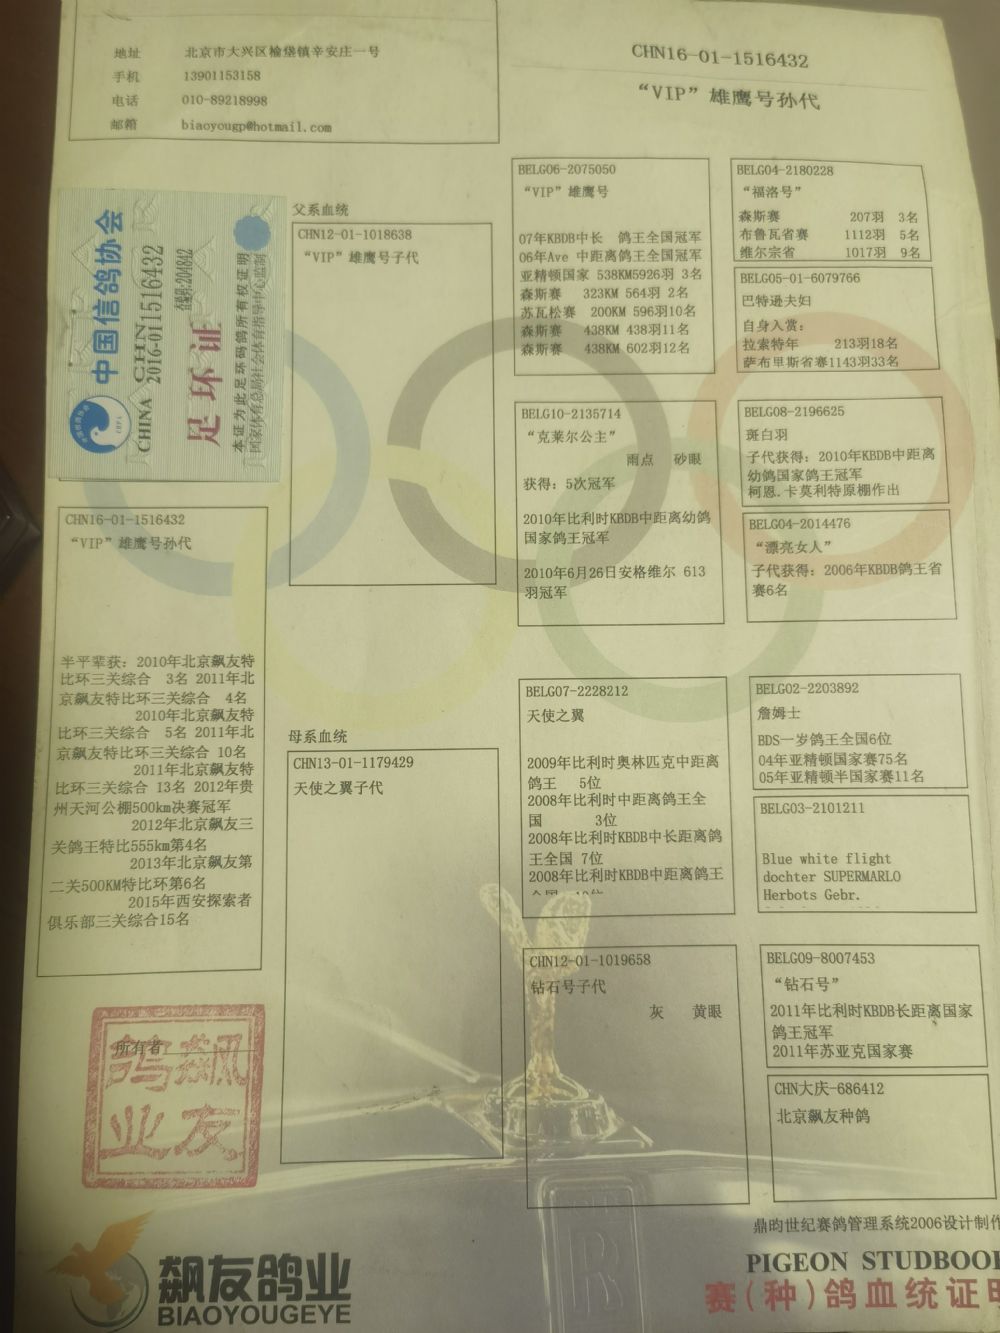 地址 北京市大兴区榆垡镇辛安庄一号
手机 13901153158
电话 010-89218998
邮箱 biaoyougp@hotmail.com
CHN16-01-1516432
“VIP”雄鹰号孙代
中国信鸽协会
CHINA CHN
2016-01 1516432
足环证
本证为此足环码鸽所有权证明
国家体育总局社会体育指导中心监制
CHN16-01-1516432
“VIP”雄鹰号孙代
半平辈获: 2010年北京飙友特
比环三关综合 3名 2011年北
京飙友特比环三关综合 4名
2010年北京飙友特
比环三关综合 5名 2011年北
京飙友特比环三关综合 10名
2011年北京飙友特
比环三关综合 13名 2012年贵
州天河公棚500km决赛冠军
2012年北京飙友三
关鸽王特比555km第4名
2013年北京飙友第
二关500KM特比环第6名
2015年西安探索者
俱乐部三关综合15名
所有者
飙友鸽业
父系血统
CHN12-01-1018638
“VIP”雄鹰号子代
母系血统
CHN13-01-1179429
天使之翼子代
BELG06-2075050
“VIP”雄鹰号
07年KBDB中长 鸽王全国冠军
06年Ave 中距离鸽王全国冠军
亚精顿国家 538KM5926羽 3名
森斯赛 323KM 564羽 2名
苏瓦松赛 200KM 596羽10名
森斯赛 438KM 438羽11名
森斯赛 438KM 602羽12名
BELG10-2135714
“克莱尔公主”
雨点 砂眼
获得: 5次冠军
2010年比利时KBDB中距离幼鸽
国家鸽王冠军
2010年6月26日安格维尔 613
羽冠军
BELG07-2228212
天使之翼
2009年比利时奥林匹克中距离
鸽王 5位
2008年比利时中距离鸽王全
国 3位
2008年比利时KBDB中长距离鸽
王全国 7位
2008年比利时KBDB中距离鸽王
CHN12-01-1019658
钻石号子代
灰 黄眼
BELG04-2180228
“福洛号”
森斯赛 207羽 3名
布鲁瓦省赛 1112羽 5名
维尔宗省 1017羽 9名
BELG05-01-6079766
巴特逊夫妇
自身入赏:
拉索特年 213羽18名
萨布里斯省赛1143羽33名
BELG08-2196625
斑白羽
子代获得: 2010年KBDB中距离
幼鸽国家鸽王冠军
柯恩.卡莫利特原棚作出
BELG04-2014476
“漂亮女人”
子代获得: 2006年KBDB鸽王省
赛6名
BELG02-2203892
詹姆士
BDS一岁鸽王全国6位
04年亚精顿国家赛75名
05年亚精顿半国家赛11名
BELG03-2101211
Blue white flight
dochter SUPERMARLO
Herbots Gebr.
BELG09-8007453
“钻石号”
2011年比利时KBDB长距离国家
鸽王冠军
2011年苏亚克国家赛
CHN大庆-686412
北京飙友种鸽
鼎昀世纪赛鸽管理系统2006设计制作
PIGEON STUDBOOK
赛(种)鸽血统证
飙友鸽业
BIAOYOUGEYE